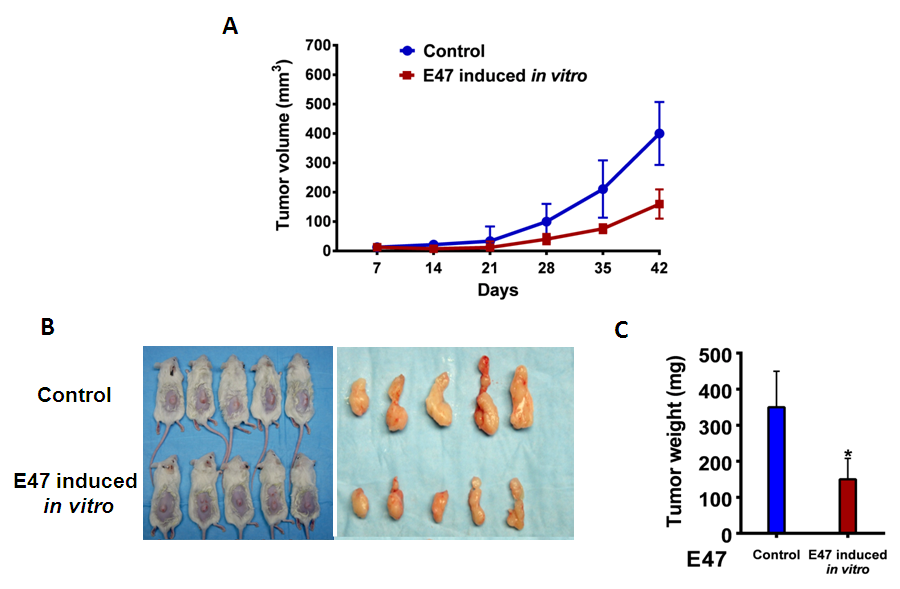 A
Tumor volume (mm³)
700
600
500
400
300
200
100
0
Control
E47 induced in vitro
7 14 21 28 35 42
Days
B
Control
E47 induced
in vitro
C
Tumor weight (mg)
500
400
300
200
100
0
*
E47
Control
E47 induced
in vitro